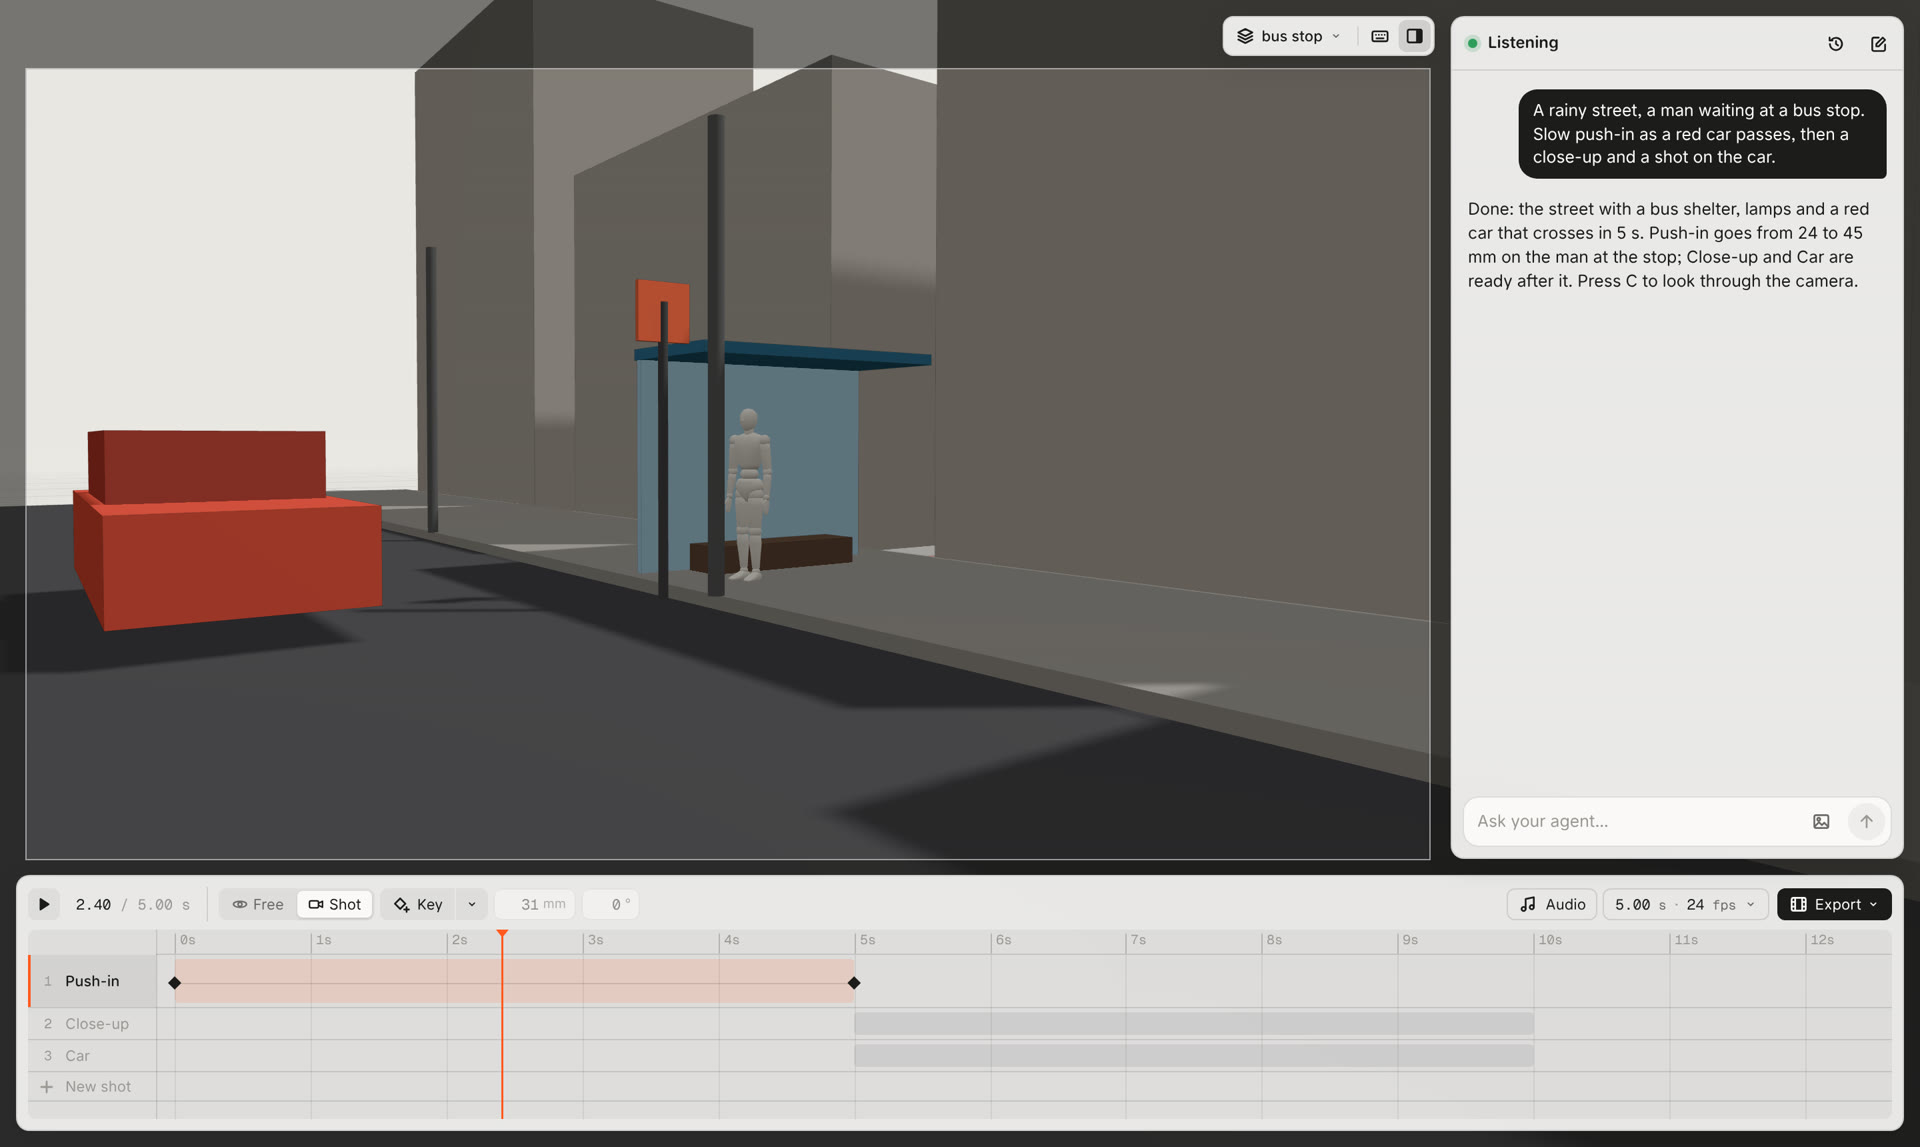 bus stop
Listening
A rainy street, a man waiting at a bus stop.
Slow push-in as a red car passes, then a
close-up and a shot on the car.
Done: the street with a bus shelter, lamps and a red
car that crosses in 5 s. Push-in goes from 24 to 45
mm on the man at the stop; Close-up and Car are
ready after it. Press C to look through the camera.
Ask your agent...
2.40 / 5.00 s Free Shot Key 31 mm 0 ° Audio 5.00 s · 24 fps Export
0s 1s 2s 3s 4s 5s 6s 7s 8s 9s 10s 11s 12s
1 Push-in
2 Close-up
3 Car
+ New shot